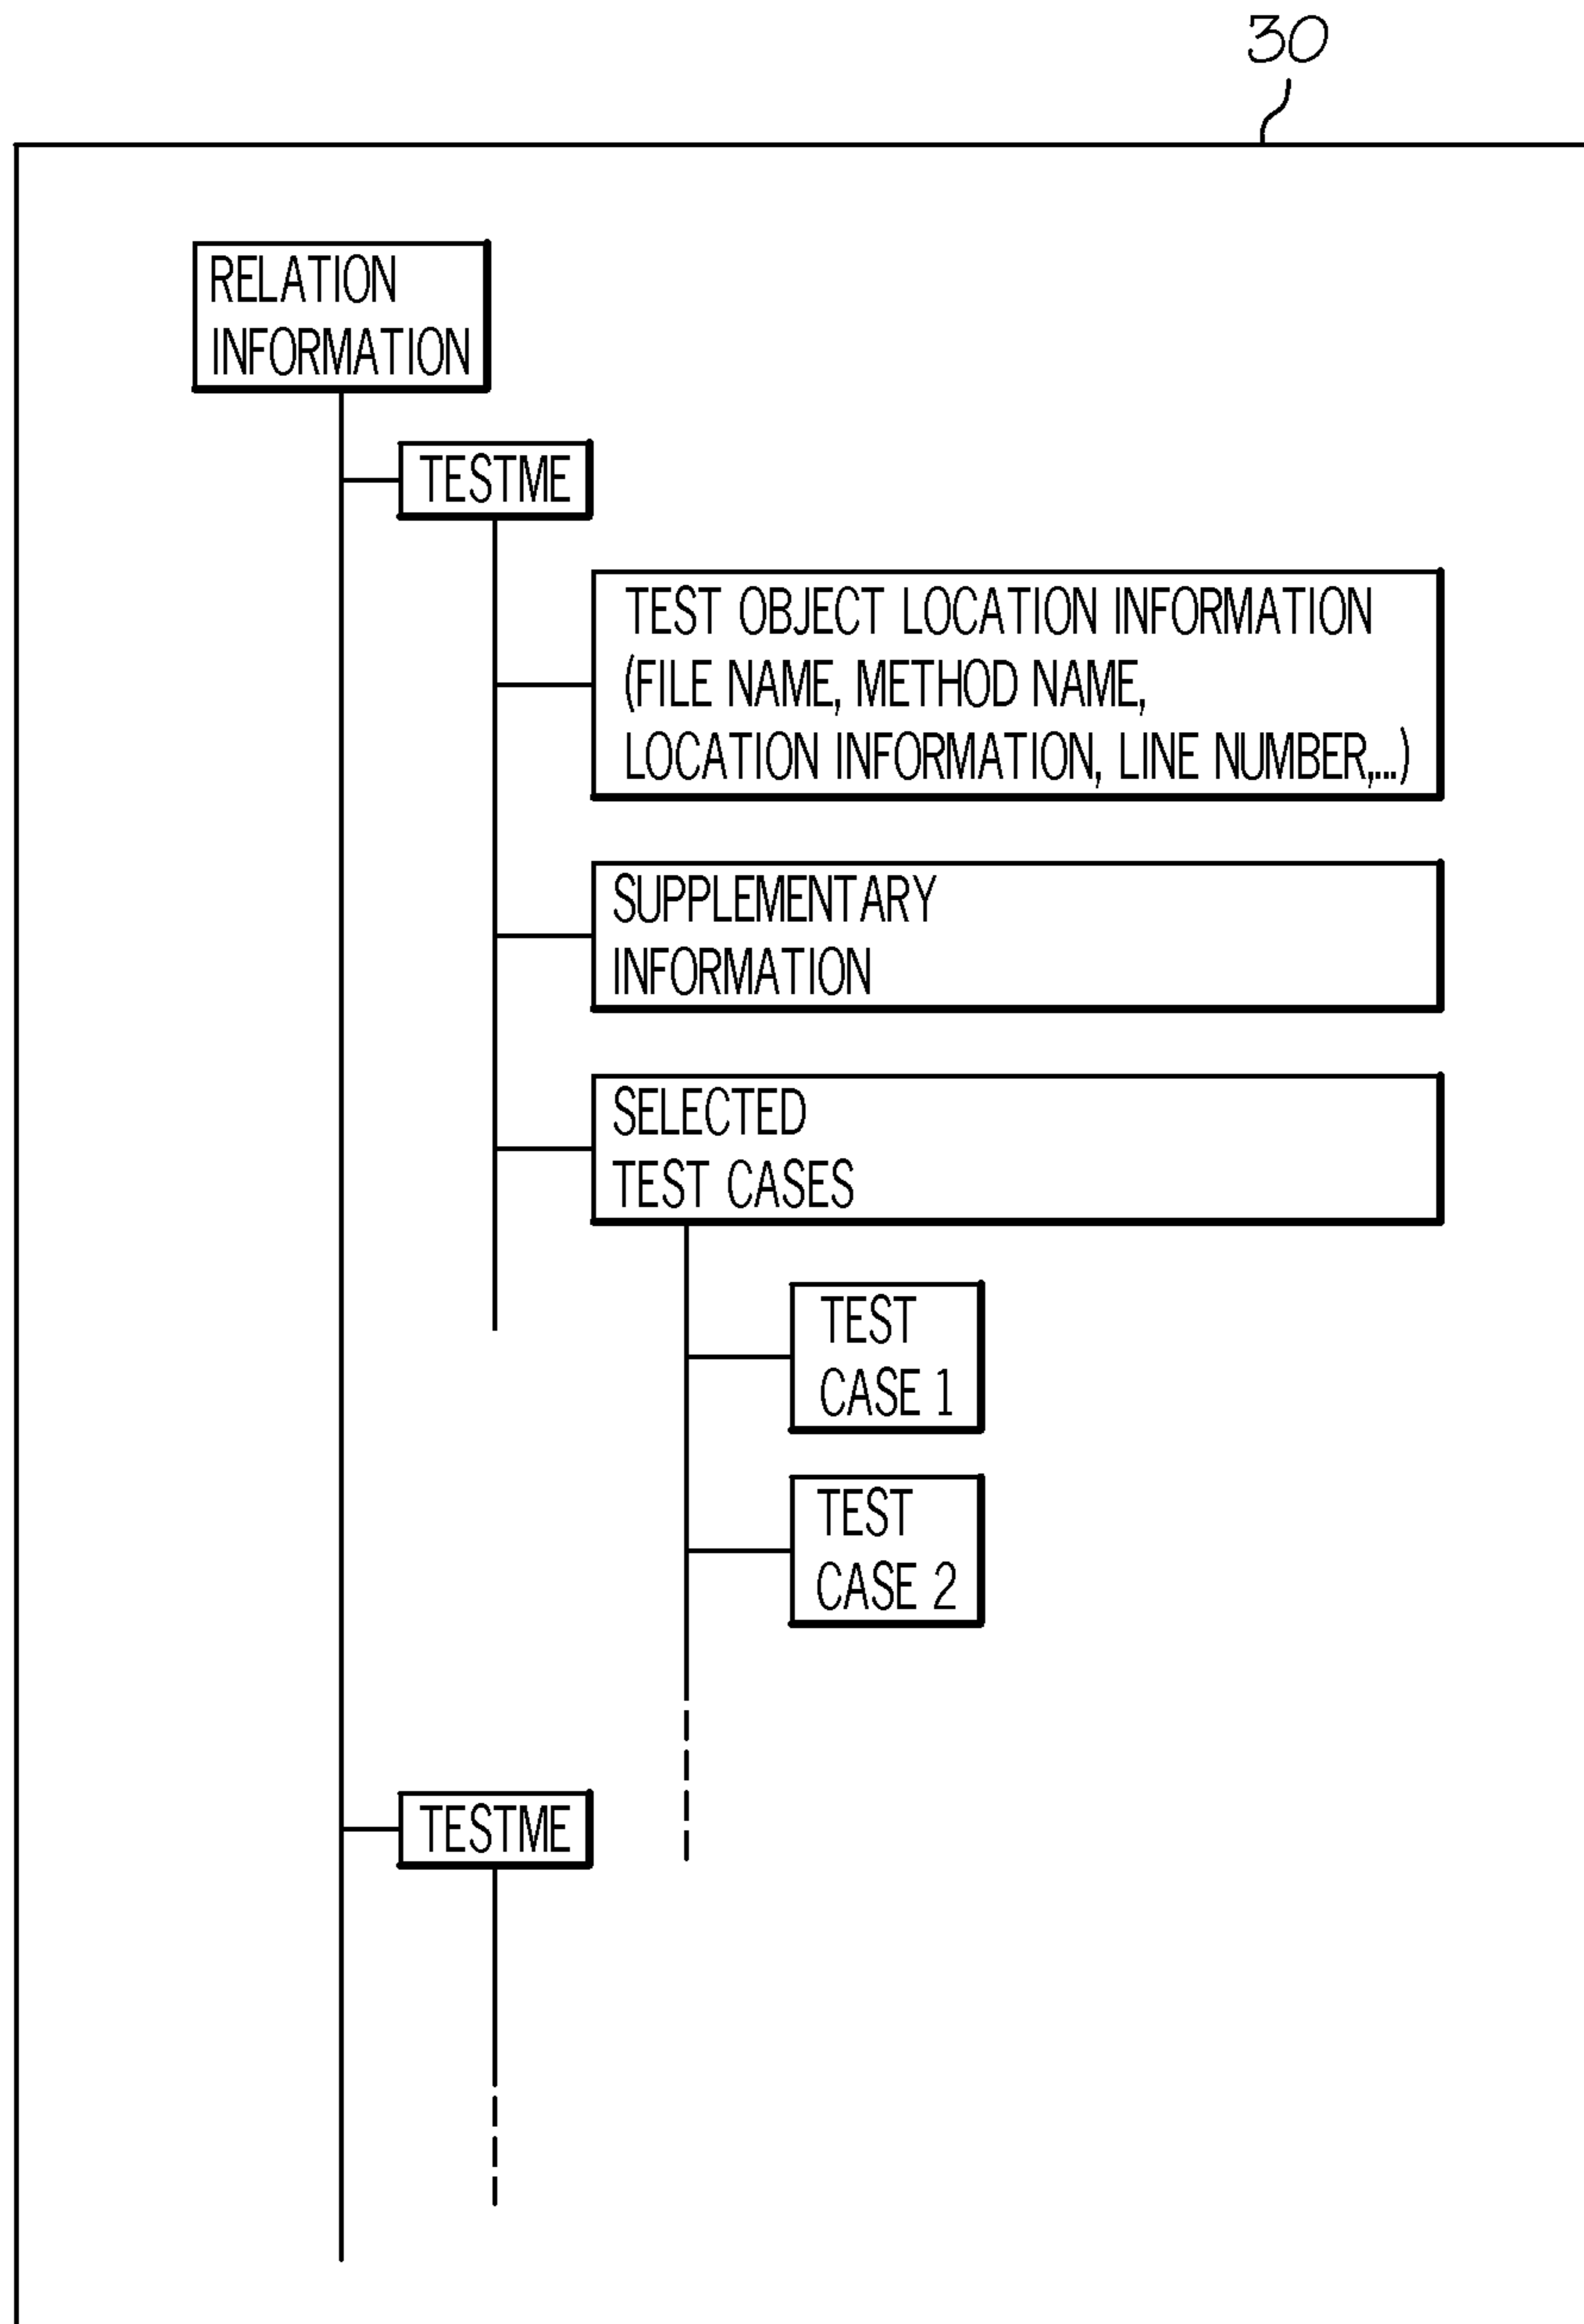 30
RELATION
INFORMATION
TESTME
TEST OBJECT LOCATION INFORMATION
(FILE NAME, METHOD NAME,
LOCATION INFORMATION, LINE NUMBER,...)
SUPPLEMENTARY
INFORMATION
SELECTED
TEST CASES
TEST
CASE 1
TEST
CASE 2
TESTME